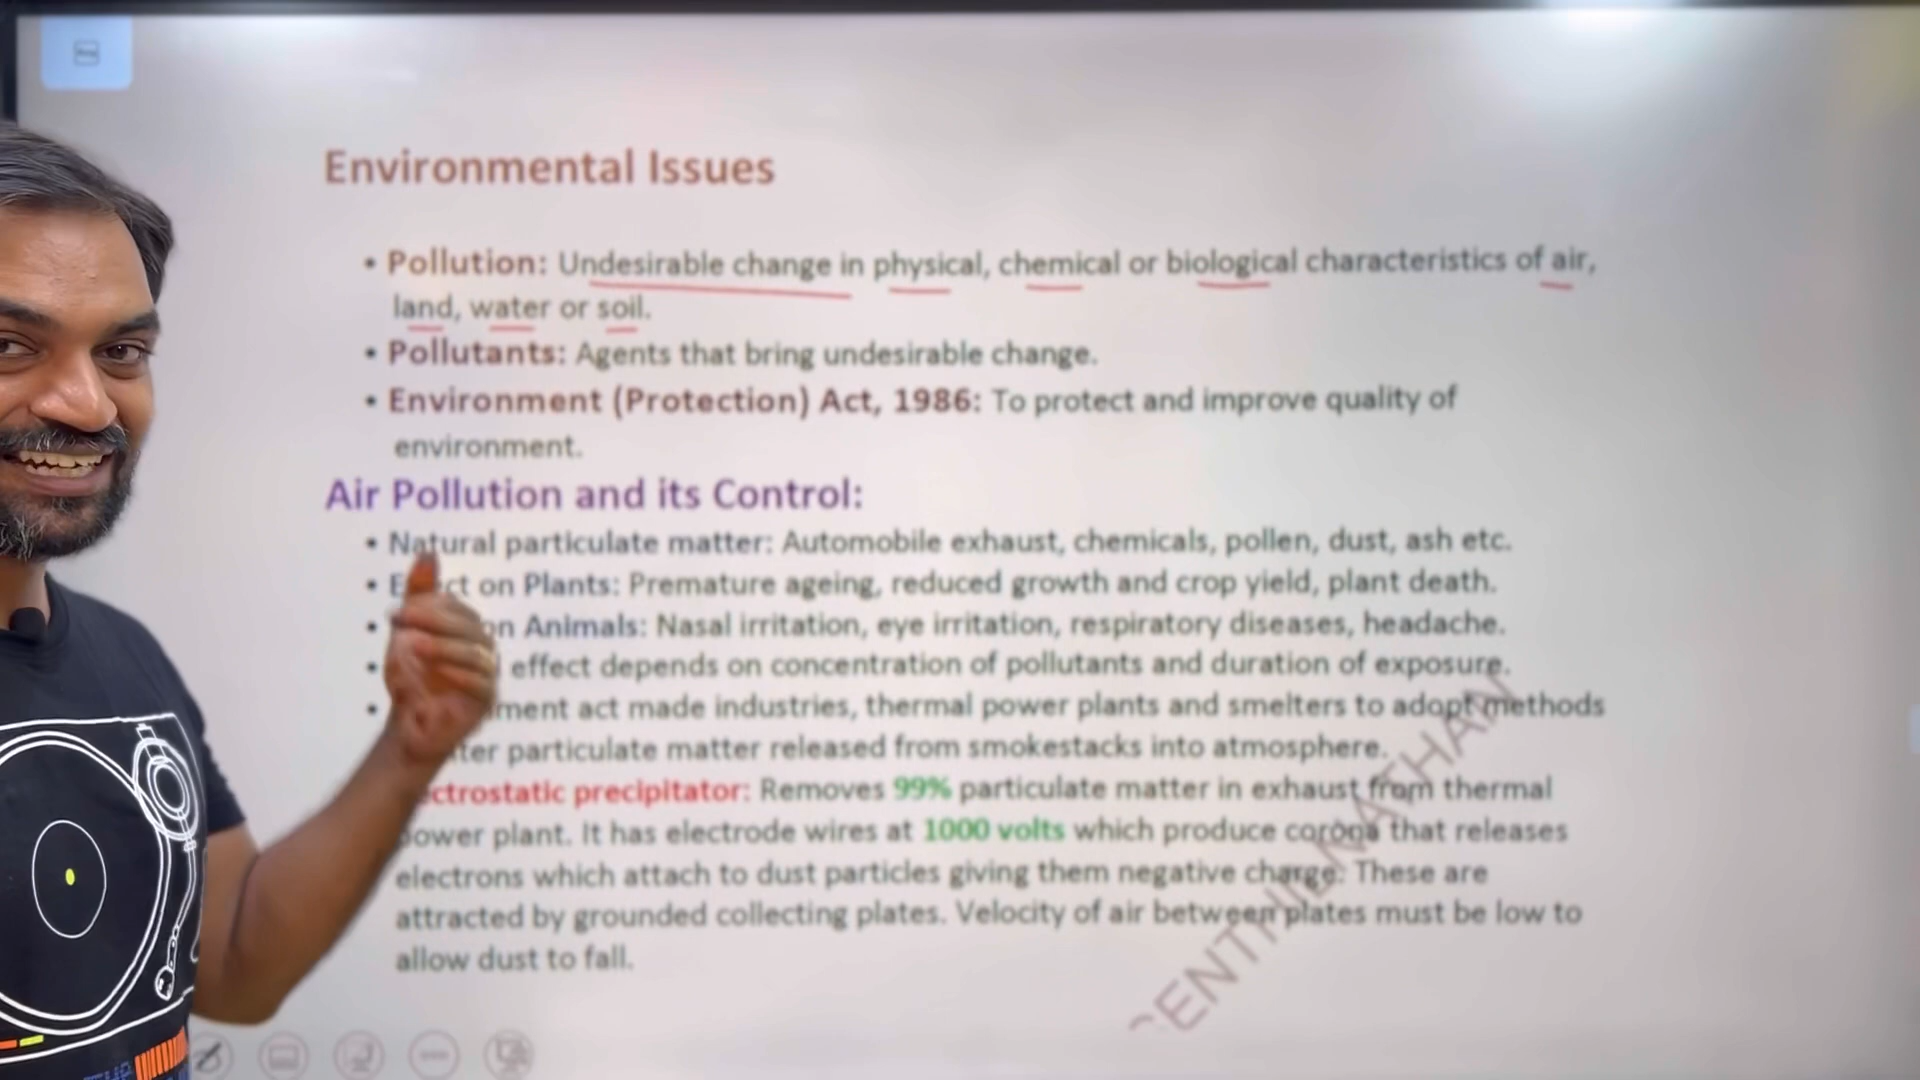 Environmental Issues
• Pollution: Undesirable change in physical, chemical or biological characteristics of air,
land, water or soil.
• Pollutants: Agents that bring undesirable change.
• Environment (Protection) Act, 1986: To protect and improve quality of
environment.
Air Pollution and its Control:
• Natural particulate matter: Automobile exhaust, chemicals, pollen, dust, ash etc.
• on Plants: Premature ageing, reduced growth and crop yield, plant death.
• on Animals: Nasal irritation, eye irritation, respiratory diseases, headache.
• effect depends on concentration of pollutants and duration of exposure.
• act made industries, thermal power plants and smelters to adopt methods
particulate matter released from smokestacks into atmosphere.
precipitator: Removes 99% particulate matter in exhaust from thermal
power plant. It has electrode wires at 1000 volts which produce corona that releases
electrons which attach to dust particles giving them negative charge. These are
attracted by grounded collecting plates. Velocity of air between plates must be low to
allow dust to fall.